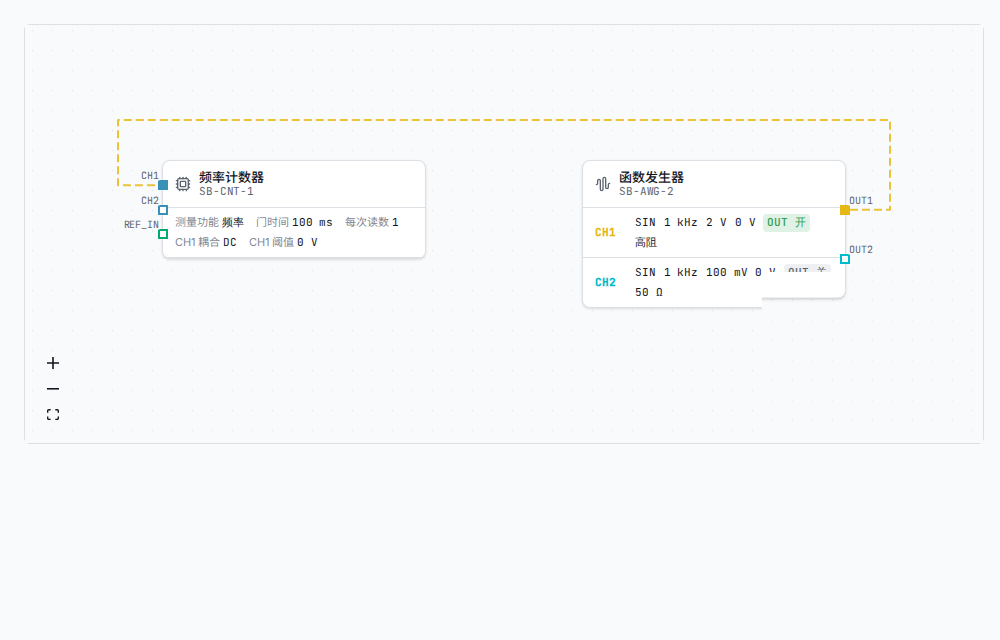 CH1
CH2
REF_IN
频率计数器
SB-CNT-1
测量功能 频率 门时间 100 ms 每次读数 1
CH1 耦合 DC CH1 阈值 0 V
函数发生器
SB-AWG-2
CH1
SIN 1 kHz 2 V 0 V OUT 开
高阻
CH2
SIN 1 kHz 100 mV 0 V OUT
50 Ω
OUT1
OUT2